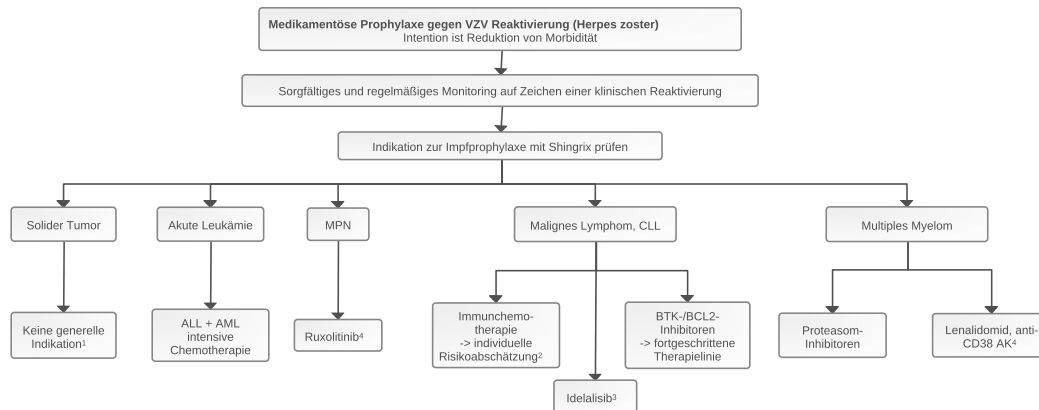 Medikamentöse Prophylaxe gegen VZV Reaktivierung (Herpes zoster)
Intention ist Reduktion von Morbidität
Sorgfältiges und regelmäßiges Monitoring auf Zeichen einer klinischen Reaktivierung
Indikation zur Impfprophylaxe mit Shingrix prüfen
Solider Tumor
Akute Leukämie
MPN
Malignes Lymphom, CLL
Multiples Myelom
Keine generelle
Indikation¹
ALL + AML
intensive
Chemotherapie
Ruxolitinib⁴
Immunchemo-
therapie
-> individuelle
Risikoabschätzung²
BTK-/BCL2-
Inhibitoren
-> fortgeschrittene
Therapielinie
Proteasom-
Inhibitoren
Lenalidomid, anti-
CD38 AK⁴
Idelalisib³